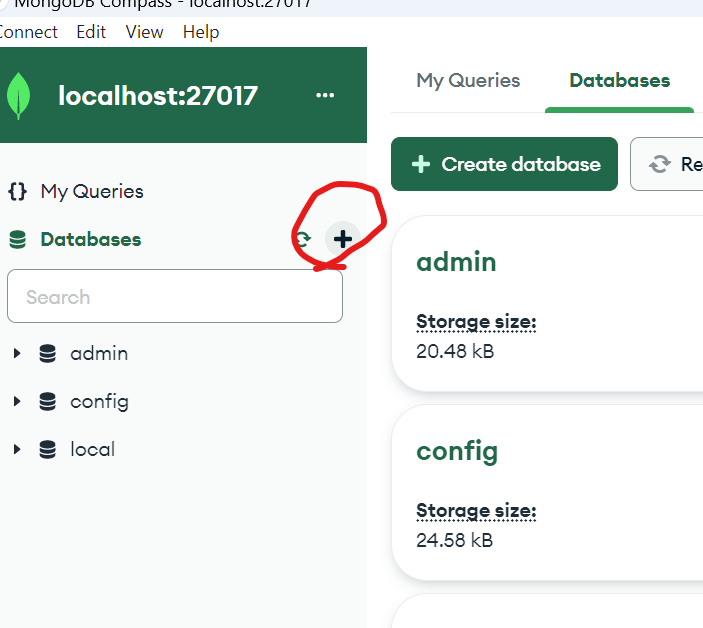 MongoDB Compass - localhost:27017
Connect Edit View Help
localhost:27017
My Queries
Databases
Search
admin
config
local
My Queries Databases
Create database Re
admin
Storage size:
20.48 kB
config
Storage size:
24.58 kB